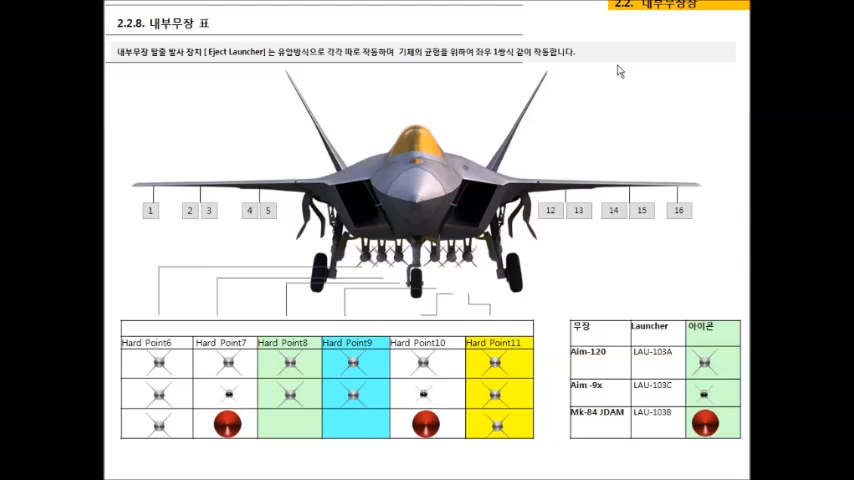 2.2. 내부무장창
2.2.8. 내부무장 표
내부무장 탈출 발사 장치 [ Eject Launcher] 는 유압방식으로 각각 따로 작동하며 기체의 균형을 위하여 좌우 1쌍식 같이 작동합니다.
1 2 3 4 5 12 13 14 15 16
무장 Launcher 아이콘
Hard Point6 Hard Point7 Hard Point8 Hard Point9 Hard Point10 Hard Point11
Aim-120 LAU-103A
Aim -9x LAU-103C
Mk-84 JDAM LAU-103B